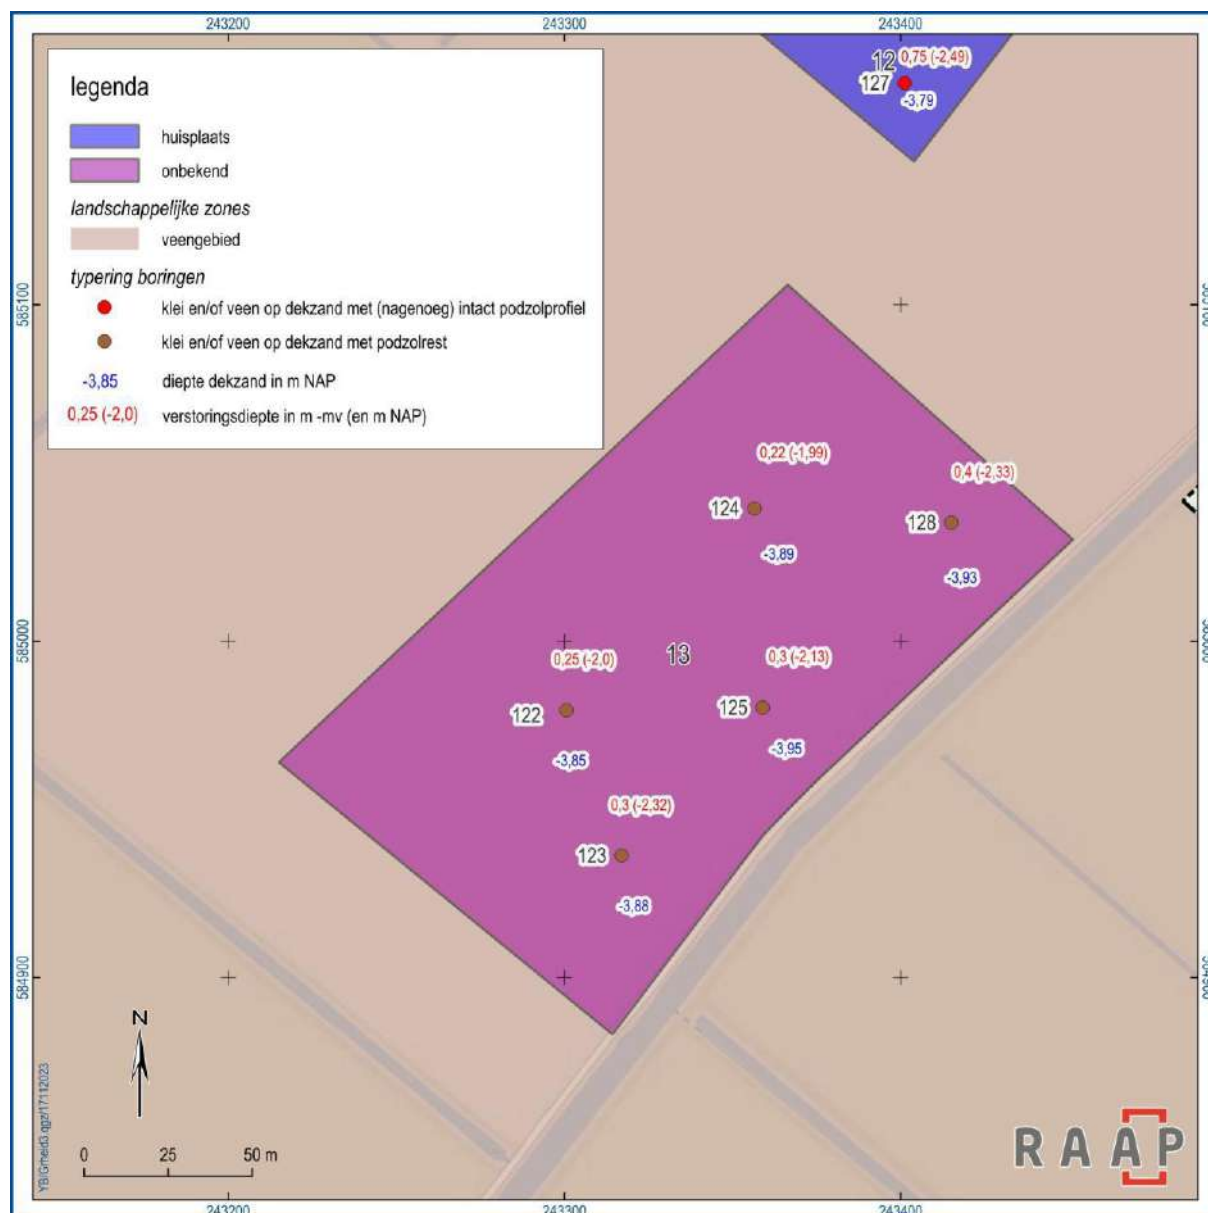 243200 243300 243400
legenda
huisplaats
onbekend
landschappelijke zones
veengebied
typering boringen
klei en/of veen op dekzand met (nagenoeg) intact podzolprofiel
klei en/of veen op dekzand met podzolrest
-3,85 diepte dekzand in m NAP
0,25 (-2,0) verstoringsdiepte in m -mv (en m NAP)
12 0,75 (-2,49)
127
-3,79
585100 585100
0,22 (-1,99)
0,4 (-2,33)
124
128
-3,89
-3,93
585000 585000
13
0,25 (-2,0)
0,3 (-2,13)
122
125
-3,95
-3,85
0,3 (-2,32)
123
-3,88
584900 584900
N
0 25 50 m
RAAP
243200 243300 243400